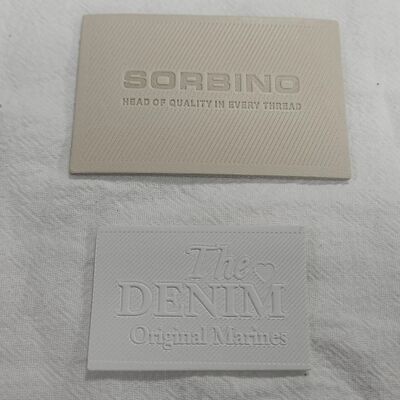 SORBINO
HEAD OF QUALITY IN EVERY THREAD
The
DENIM
Original Marines